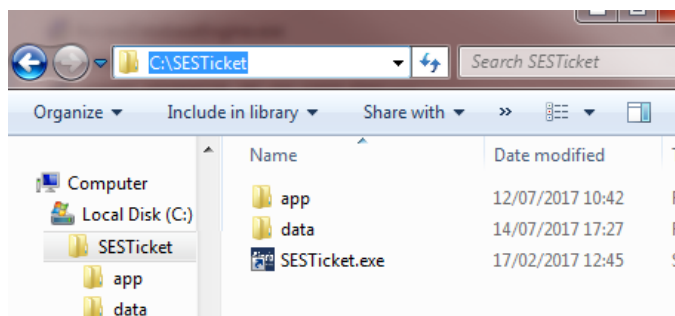 C:\SESTicket
Search SESTicket
Organize
Include in library
Share with
»
Name
Date modified
Computer
Local Disk (C:)
SESTicket
app
data
app
12/07/2017 10:42
data
14/07/2017 17:27
SESTicket.exe
17/02/2017 12:45